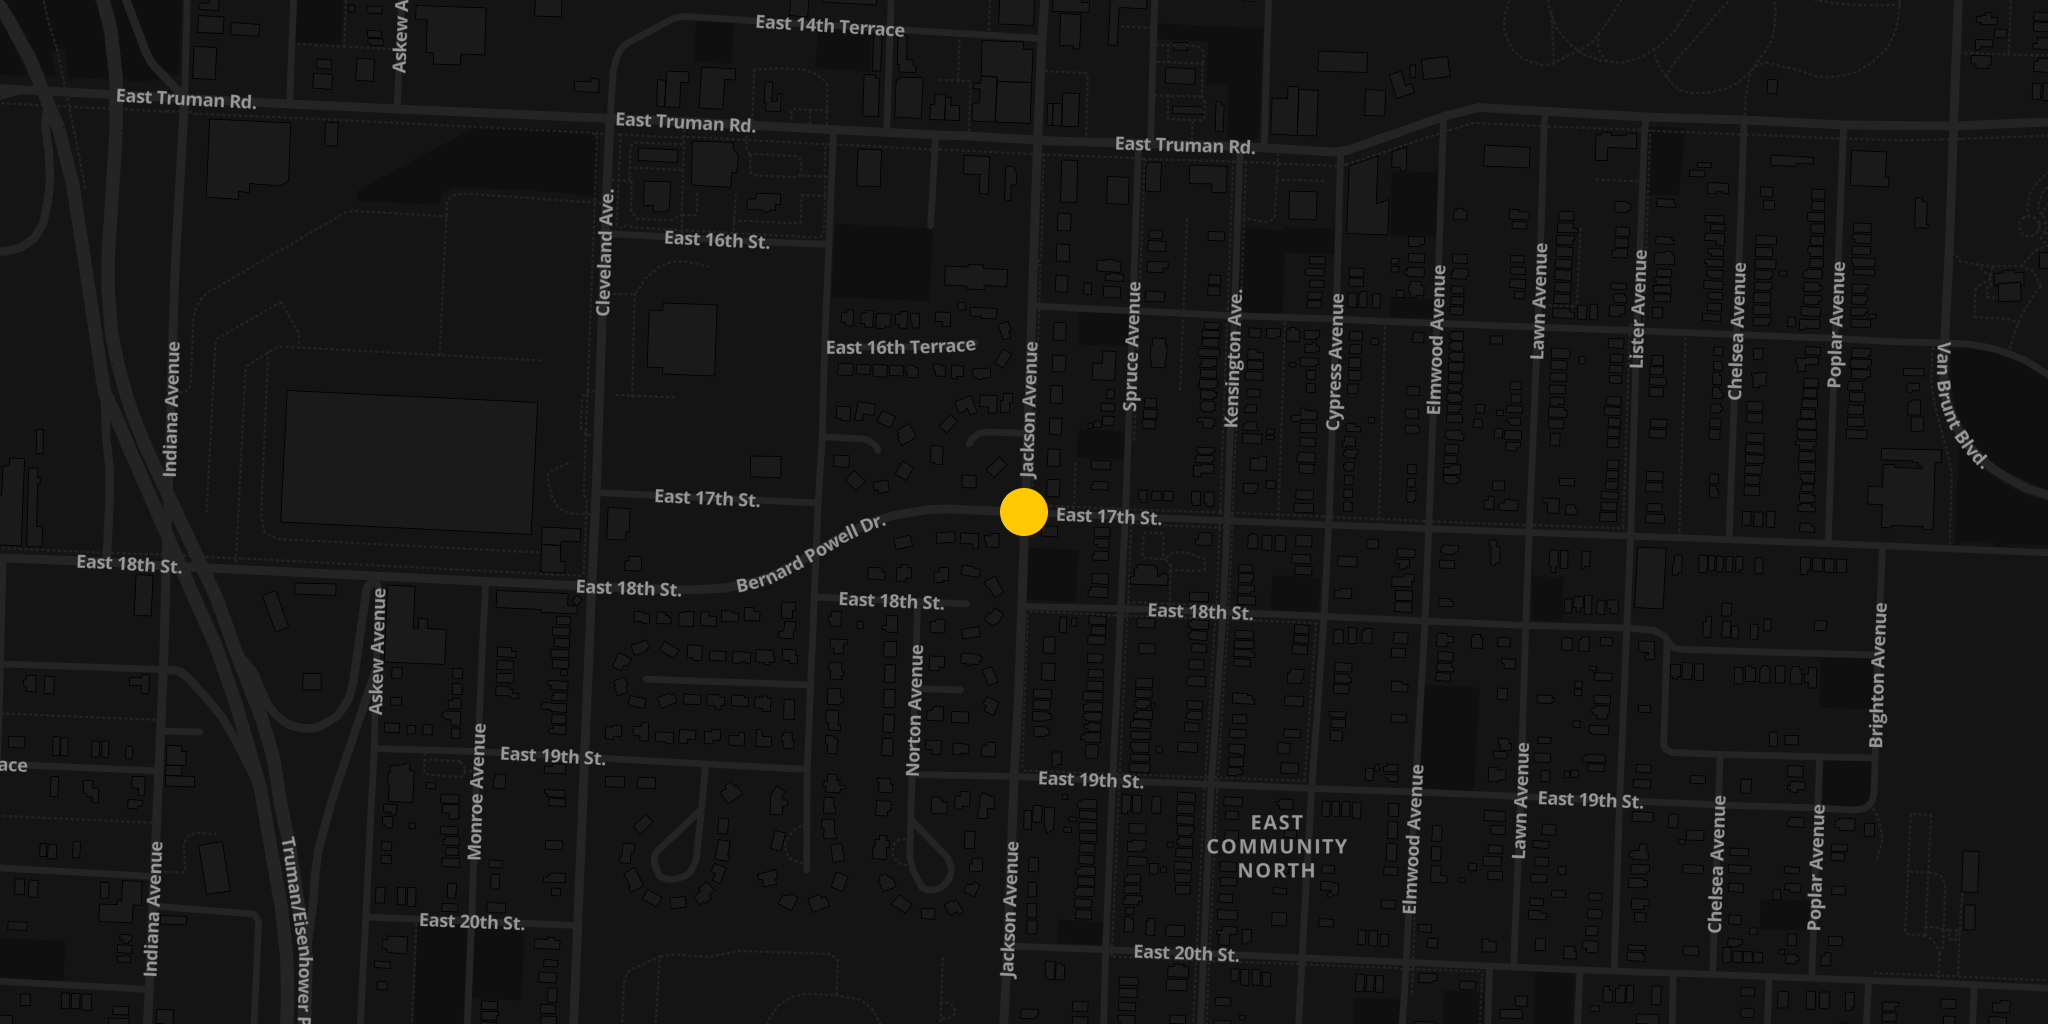 East 14th Terrace
Askew A
East Truman Rd.
East Truman Rd.
East Truman Rd.
Cleveland Ave.
East 16th St.
Indiana Avenue
East 16th Terrace
Jackson Avenue
Spruce Avenue
Kensington Ave.
Cypress Avenue
Elmwood Avenue
Lawn Avenue
Lister Avenue
Chelsea Avenue
Poplar Avenue
Van Brunt Blvd.
East 17th St.
East 17th St.
Bernard Powell Dr.
East 18th St.
East 18th St.
East 18th St.
East 18th St.
Askew Avenue
Norton Avenue
Brighton Avenue
ace
Monroe Avenue
East 19th St.
East 19th St.
East 19th St.
Elmwood Avenue
Lawn Avenue
EAST
COMMUNITY
NORTH
Indiana Avenue
Truman/Eisenhower P
Jackson Avenue
Chelsea Avenue
Poplar Avenue
East 20th St.
East 20th St.